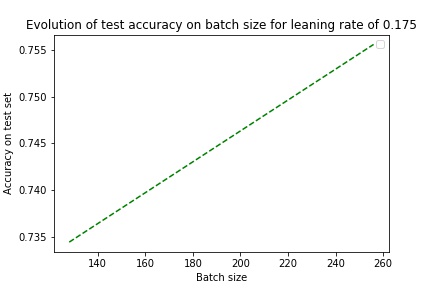 Evolution of test accuracy on batch size for leaning rate of 0.175
0.755
0.750
0.745
0.740
0.735
Accuracy on test set
140 160 180 200 220 240 260
Batch size